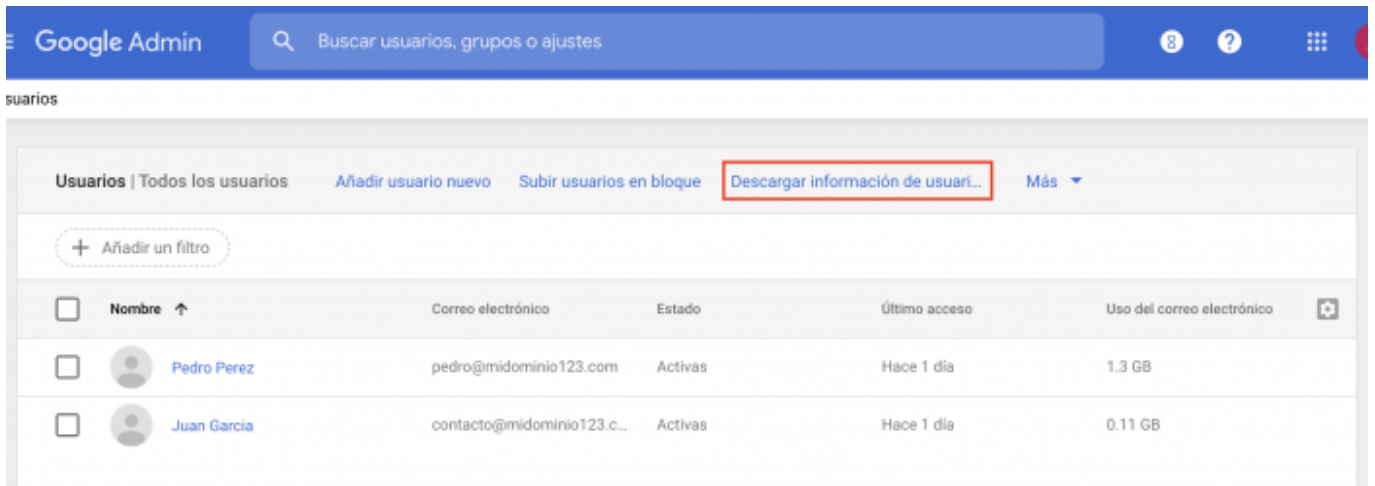 Google Admin Buscar usuarios, grupos o ajustes 8 ?
suarios
Usuarios | Todos los usuarios Añadir usuario nuevo Subir usuarios en bloque Descargar información de usuari... Más
+ Añadir un filtro
Nombre ↑ Correo electrónico Estado Último acceso Uso del correo electrónico
Pedro Perez pedro@midominio123.com Activas Hace 1 día 1.3 GB
Juan Garcia contacto@midominio123.c... Activas Hace 1 día 0.11 GB